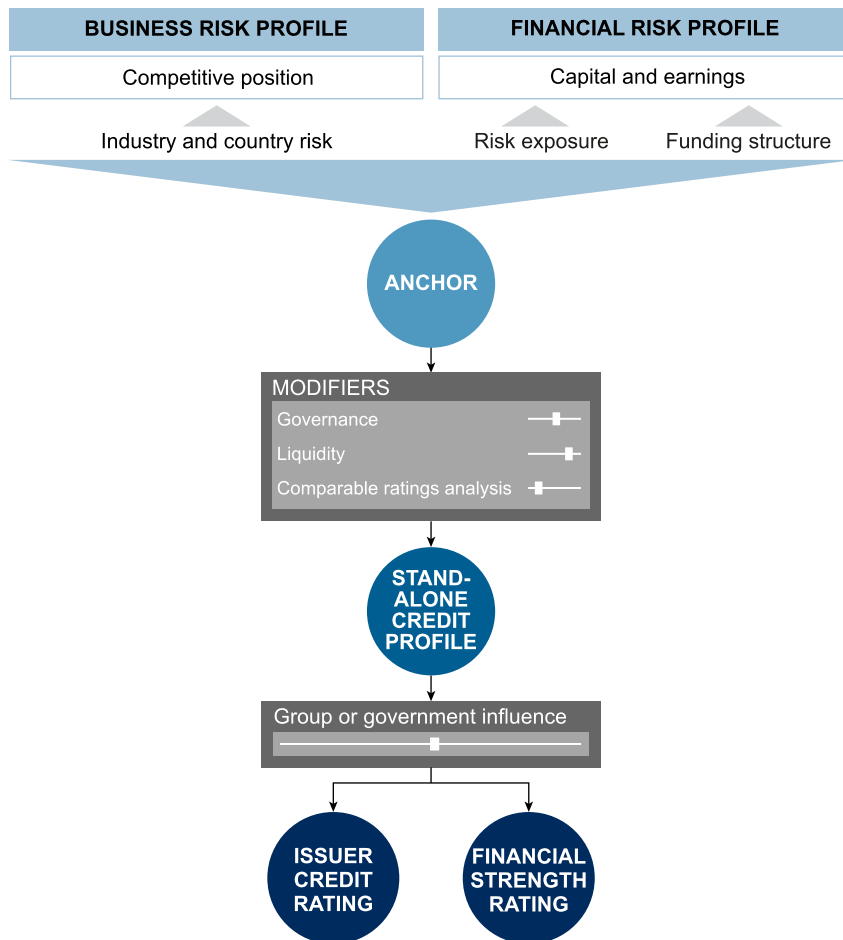 BUSINESS RISK PROFILE
FINANCIAL RISK PROFILE
Competitive position
Capital and earnings
Industry and country risk
Risk exposure
Funding structure
ANCHOR
MODIFIERS
Governance
Liquidity
Comparable ratings analysis
STAND-
ALONE
CREDIT
PROFILE
Group or government influence
ISSUER
CREDIT
RATING
FINANCIAL
STRENGTH
RATING